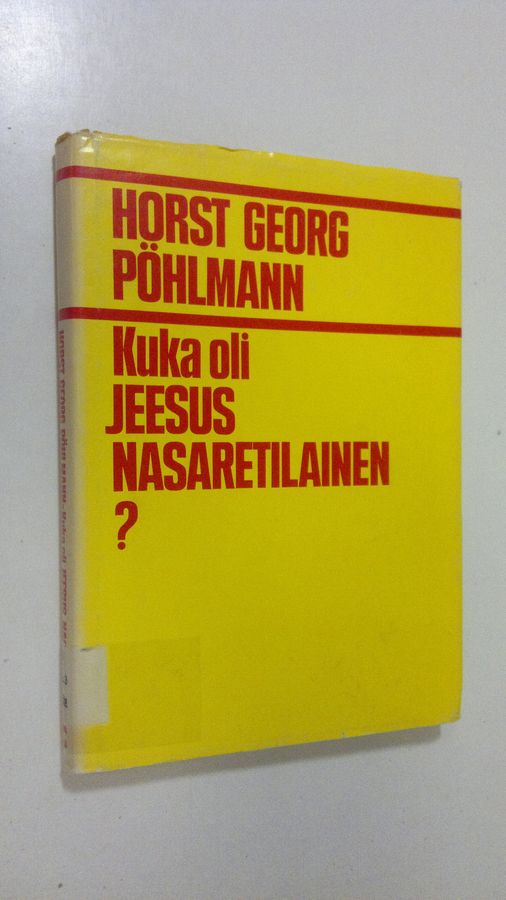 HORST GEORG
PÖHLMANN
Kuka oli
JEESUS
NASARETILAINEN
?